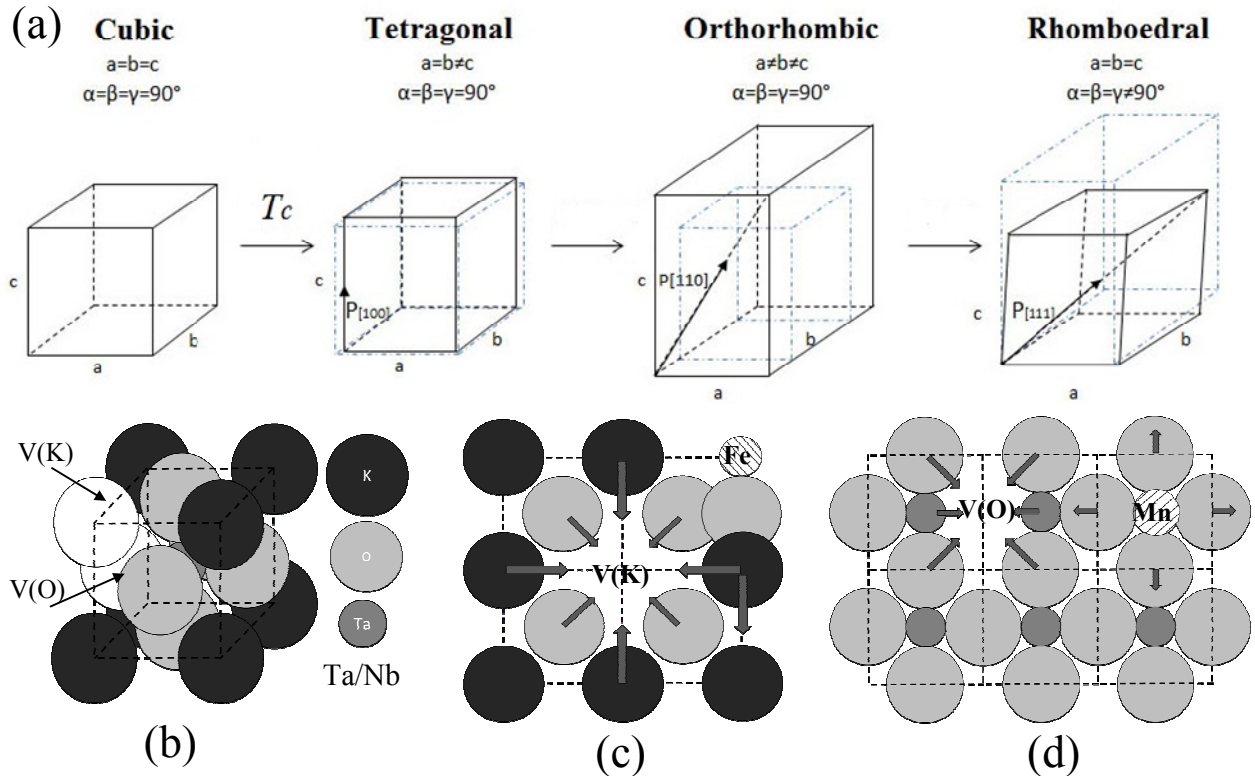 (a)
Cubic
a=b=c
α=β=γ=90°
Tetragonal
a=b≠c
α=β=γ=90°
Orthorhombic
a≠b≠c
α=β=γ=90°
Rhomboedral
a=b=c
α=β=γ≠90°
c
a
b
Tc
c
P[100]
a
b
c
P[110]
a
b
c
P[111]
a
b
V(K)
V(O)
K
O
Ta
Ta/Nb
(b)
Fe
V(K)
(c)
V(O)
Mn
(d)